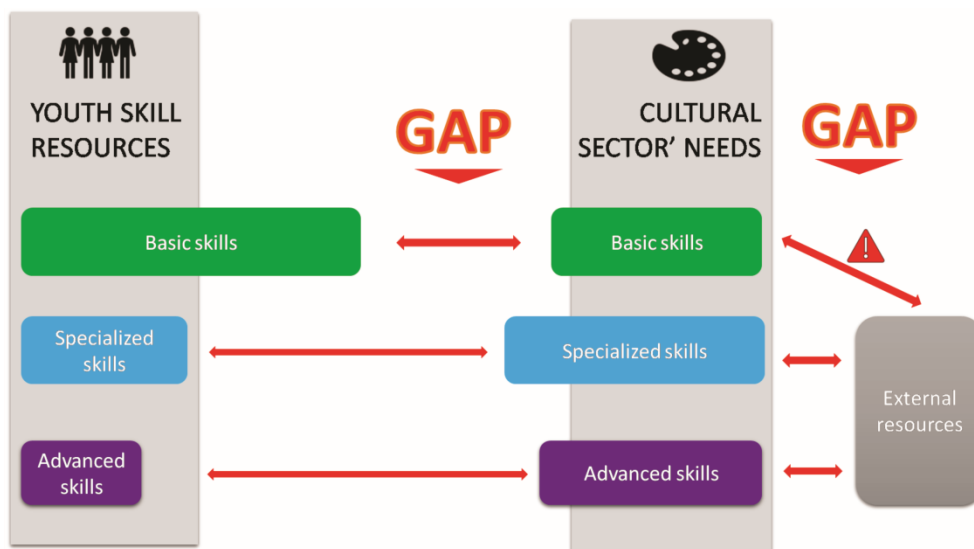 YOUTH SKILL
RESOURCES
GAP
CULTURAL
SECTOR' NEEDS
GAP
Basic skills
Basic skills
!
Specialized
skills
Specialized skills
External
resources
Advanced
skills
Advanced skills